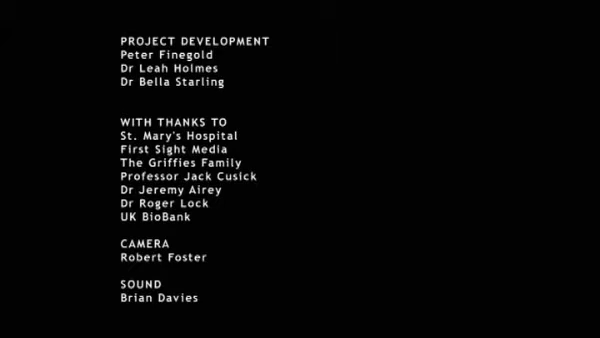 PROJECT DEVELOPMENT
Peter Finegold
Dr Leah Holmes
Dr Bella Starling
WITH THANKS TO
St. Mary's Hospital
First Sight Media
The Griffies Family
Professor Jack Cusick
Dr Jeremy Airey
Dr Roger Lock
UK BioBank
CAMERA
Robert Foster
SOUND
Brian Davies